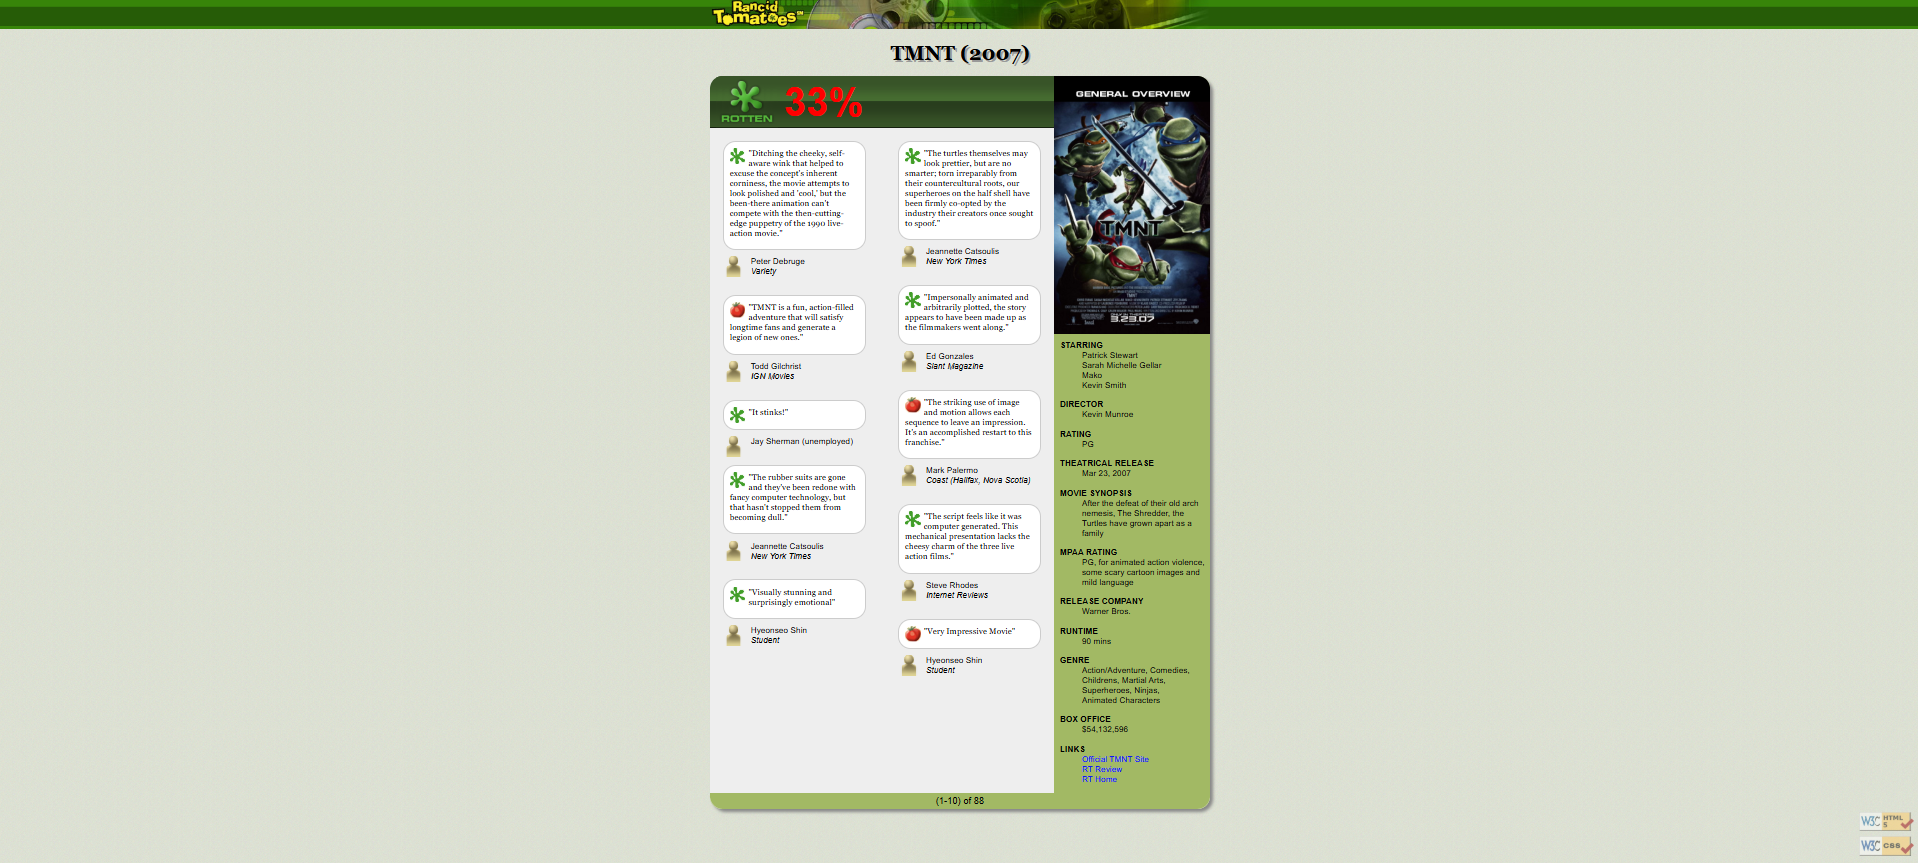 Rancid
Tomatoes
TMNT (2007)
ROTTEN
33%
"Ditching the cheeky, self-
aware wink that helped to
excuse the concept's inherent
corniness, the movie attempts to
look polished and 'cool,' but the
been-there animation can't
compete with the then-cutting-
edge puppetry of the 1990 live-
action movie."
Peter Debruge
Variety
"TMNT is a fun, action-filled
adventure that will satisfy
longtime fans and generate a
legion of new ones."
Todd Gilchrist
IGN Movies
"It stinks!"
Jay Sherman (unemployed)
"The rubber suits are gone
and they've been redone with
fancy computer technology, but
that hasn't stopped them from
becoming dull."
Jeannette Catsoulis
New York Times
"Visually stunning and
surprisingly emotional"
Hyeonseo Shin
Student
"The turtles themselves may
look prettier, but are no
smarter; torn irreparably from
their countercultural roots, our
superheroes on the half shell have
been firmly co-opted by the
industry their creators once sought
to spoof."
Jeannette Catsoulis
New York Times
"Impersonally animated and
arbitrarily plotted, the story
appears to have been made up as
the filmmakers went along."
Ed Gonzales
Slant Magazine
"The striking use of image
and motion allows each
sequence to leave an impression.
It's an accomplished restart to this
franchise."
Mark Palermo
Coast (Halifax, Nova Scotia)
"The script feels like it was
computer generated. This
mechanical presentation lacks the
cheesy charm of the three live
action films."
Steve Rhodes
Internet Reviews
"Very Impressive Movie"
Hyeonseo Shin
Student
GENERAL OVERVIEW
TMNT
3.23.07
STARRING
Patrick Stewart
Sarah Michelle Gellar
Mako
Kevin Smith
DIRECTOR
Kevin Munroe
RATING
PG
THEATRICAL RELEASE
Mar 23, 2007
MOVIE SYNOPSIS
After the defeat of their old arch
nemesis, The Shredder, the
Turtles have grown apart as a
family
MPAA RATING
PG, for animated action violence,
some scary cartoon images and
mild language
RELEASE COMPANY
Warner Bros.
RUNTIME
90 mins
GENRE
Action/Adventure, Comedies,
Childrens, Martial Arts,
Superheroes, Ninjas,
Animated Characters
BOX OFFICE
$54,132,596
LINKS
Official TMNT Site
RT Review
RT Home
(1-10) of 88
W3C HTML
5
W3C CSS